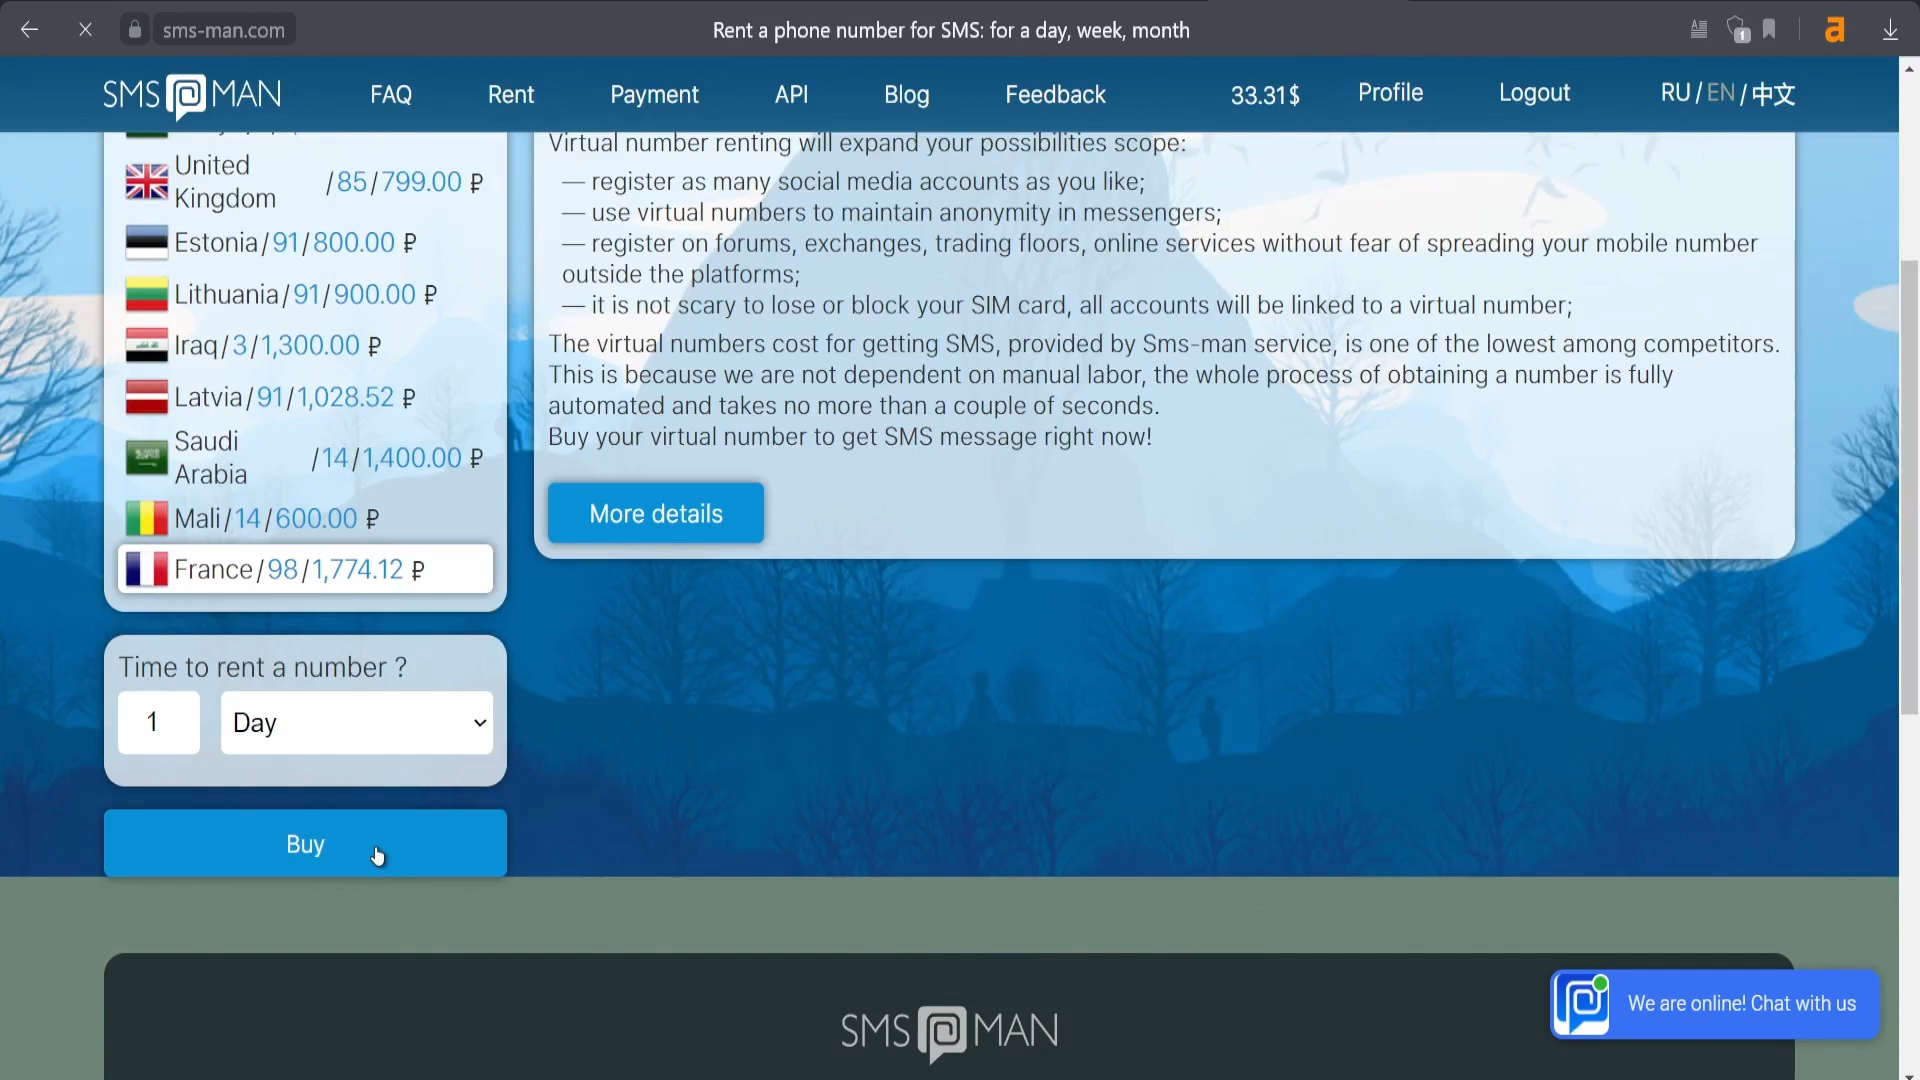 sms-man.com
Rent a phone number for SMS: for a day, week, month
1
a
SMS MAN
FAQ
Rent
Payment
API
Blog
Feedback
33.31$
Profile
Logout
RU / EN / 中文
United
Kingdom
/ 85 / 799.00 ₽
Estonia / 91 / 800.00 ₽
Lithuania / 91 / 900.00 ₽
Iraq / 3 / 1,300.00 ₽
Latvia / 91 / 1,028.52 ₽
Saudi
Arabia
/ 14 / 1,400.00 ₽
Mali / 14 / 600.00 ₽
France / 98 / 1,774.12 ₽
Time to rent a number ?
1
Day
Buy
Virtual number renting will expand your possibilities scope:
— register as many social media accounts as you like;
— use virtual numbers to maintain anonymity in messengers;
— register on forums, exchanges, trading floors, online services without fear of spreading your mobile number
outside the platforms;
— it is not scary to lose or block your SIM card, all accounts will be linked to a virtual number;
The virtual numbers cost for getting SMS, provided by Sms-man service, is one of the lowest among competitors.
This is because we are not dependent on manual labor, the whole process of obtaining a number is fully
automated and takes no more than a couple of seconds.
Buy your virtual number to get SMS message right now!
More details
SMS MAN
We are online! Chat with us